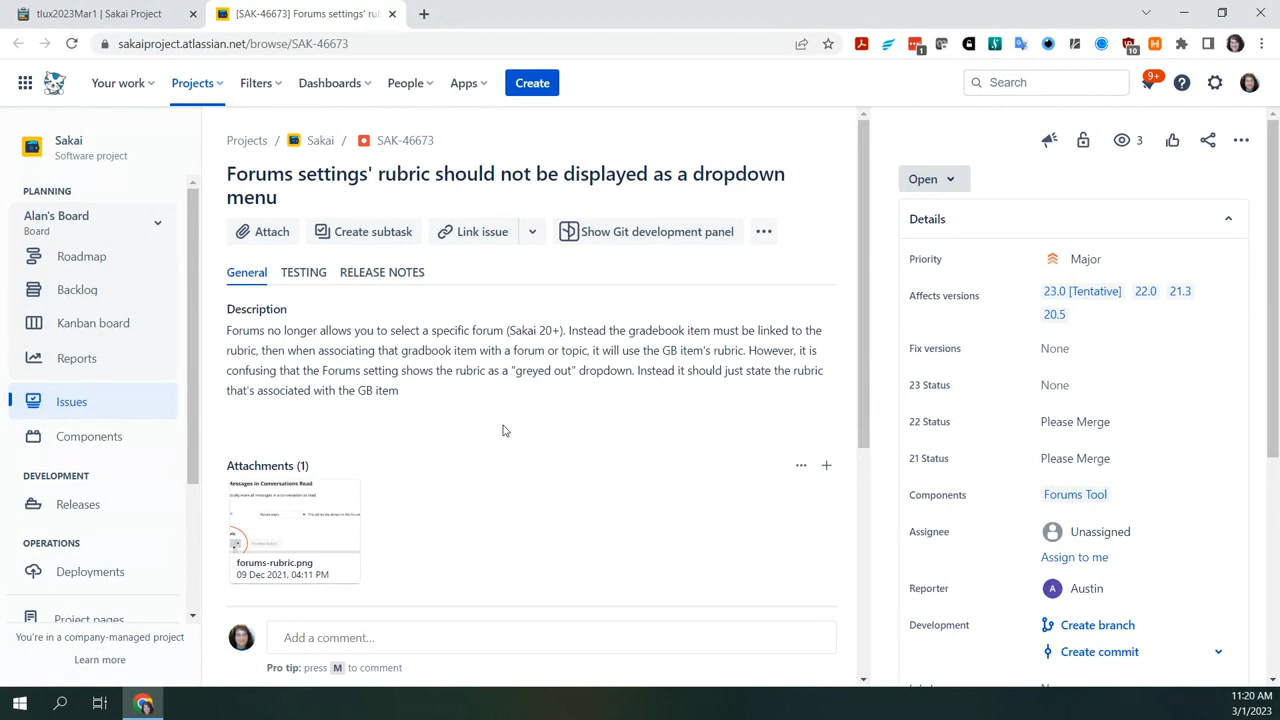 tlux2023Mar1 | Sakai Project
[SAK-46673] Forums settings' rub
sakaiproject.atlassian.net/browse/SAK-46673
1
10
Your work
Projects
Filters
Dashboards
People
Apps
Create
Search
9+
Sakai
Software project
PLANNING
Alan's Board
Board
Roadmap
Backlog
Kanban board
Reports
Issues
Components
DEVELOPMENT
Releases
OPERATIONS
Deployments
Project pages
You're in a company-managed project
Learn more
Projects / Sakai / SAK-46673
Forums settings' rubric should not be displayed as a dropdown
menu
Attach
Create subtask
Link issue
Show Git development panel
General
TESTING
RELEASE NOTES
Description
Forums no longer allows you to select a specific forum (Sakai 20+). Instead the gradebook item must be linked to the
rubric, then when associating that gradbook item with a forum or topic, it will use the GB item's rubric. However, it is
confusing that the Forums setting shows the rubric as a "greyed out" dropdown. Instead it should just state the rubric
that's associated with the GB item
Attachments (1)
Messages in Conversations Read
forums-rubric.png
09 Dec 2021, 04:11 PM
Add a comment...
Pro tip: press M to comment
3
Open
Details
Priority
Major
Affects versions
23.0 [Tentative] 22.0 21.3
20.5
Fix versions
None
23 Status
None
22 Status
Please Merge
21 Status
Please Merge
Components
Forums Tool
Assignee
Unassigned
Assign to me
Reporter
A
Austin
Development
Create branch
Create commit
11:20 AM
3/1/2023